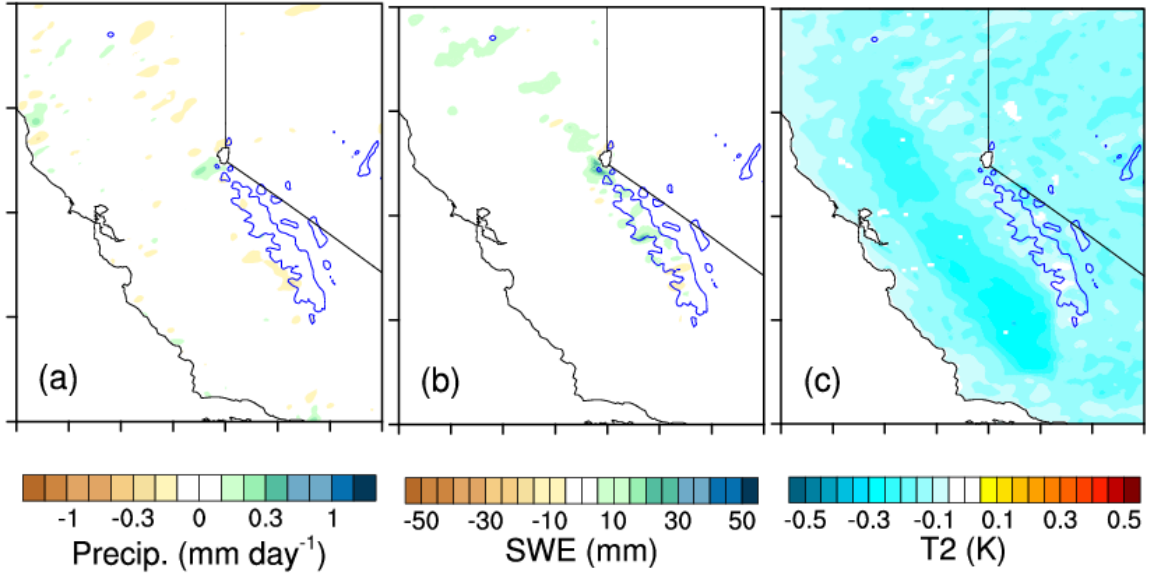 (a)
(b)
(c)
-1 -0.3 0 0.3 1
Precip. (mm day-1)
-50 -30 -10 10 30 50
SWE (mm)
-0.5 -0.3 -0.1 0.1 0.3 0.5
T2 (K)